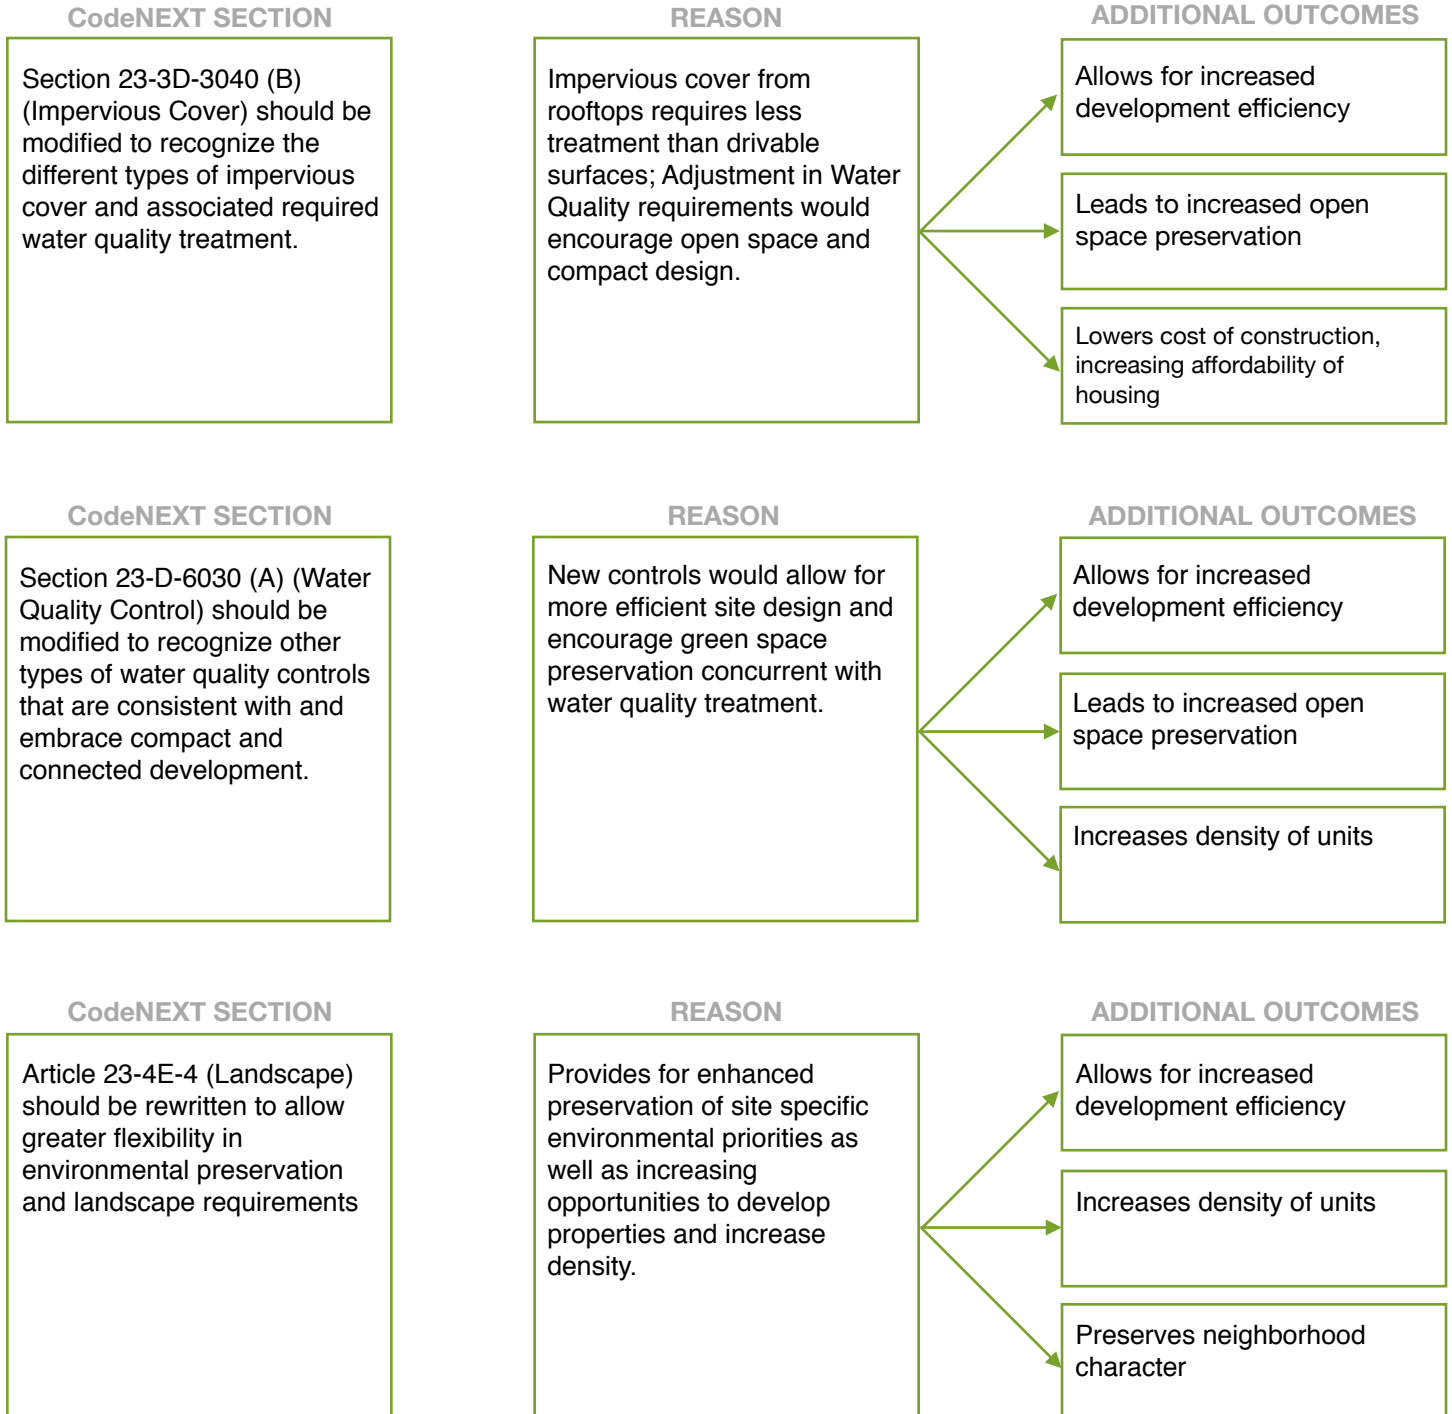 CodeNEXT SECTION
REASON
ADDITIONAL OUTCOMES
Section 23-3D-3040 (B)
(Impervious Cover) should be
modified to recognize the
different types of impervious
cover and associated required
water quality treatment.
Impervious cover from
rooftops requires less
treatment than drivable
surfaces; Adjustment in Water
Quality requirements would
encourage open space and
compact design.
Allows for increased
development efficiency
Leads to increased open
space preservation
Lowers cost of construction,
increasing affordability of
housing
CodeNEXT SECTION
REASON
ADDITIONAL OUTCOMES
Section 23-D-6030 (A) (Water
Quality Control) should be
modified to recognize other
types of water quality controls
that are consistent with and
embrace compact and
connected development.
New controls would allow for
more efficient site design and
encourage green space
preservation concurrent with
water quality treatment.
Allows for increased
development efficiency
Leads to increased open
space preservation
Increases density of units
CodeNEXT SECTION
REASON
ADDITIONAL OUTCOMES
Article 23-4E-4 (Landscape)
should be rewritten to allow
greater flexibility in
environmental preservation
and landscape requirements
Provides for enhanced
preservation of site specific
environmental priorities as
well as increasing
opportunities to develop
properties and increase
density.
Allows for increased
development efficiency
Increases density of units
Preserves neighborhood
character